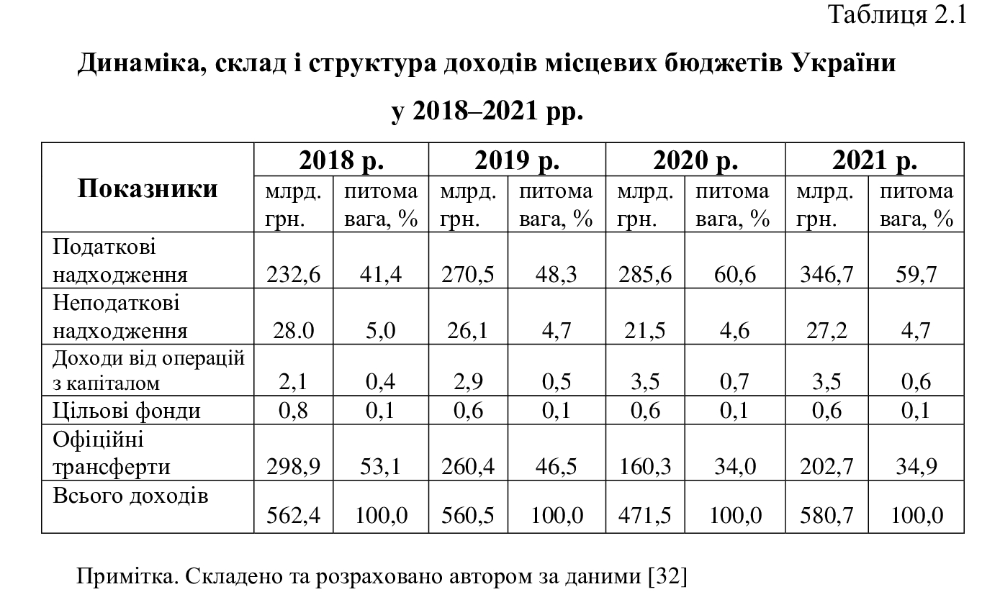 Таблиця 2.1
Динаміка, склад і структура доходів місцевих бюджетів України
у 2018–2021 рр.
Показники 2018 р. 2019 р. 2020 р. 2021 р.
млрд. питома млрд. питома млрд. питома млрд. питома
грн. вага, % грн. вага, % грн. вага, % грн. вага, %
Податкові
надходження 232,6 41,4 270,5 48,3 285,6 60,6 346,7 59,7
Неподаткові
надходження 28.0 5,0 26,1 4,7 21,5 4,6 27,2 4,7
Доходи від операцій
з капіталом 2,1 0,4 2,9 0,5 3,5 0,7 3,5 0,6
Цільові фонди 0,8 0,1 0,6 0,1 0,6 0,1 0,6 0,1
Офіційні
трансферти 298,9 53,1 260,4 46,5 160,3 34,0 202,7 34,9
Всього доходів
562,4 100,0 560,5 100,0 471,5 100,0 580,7 100,0
Примітка. Складено та розраховано автором за даними [32]